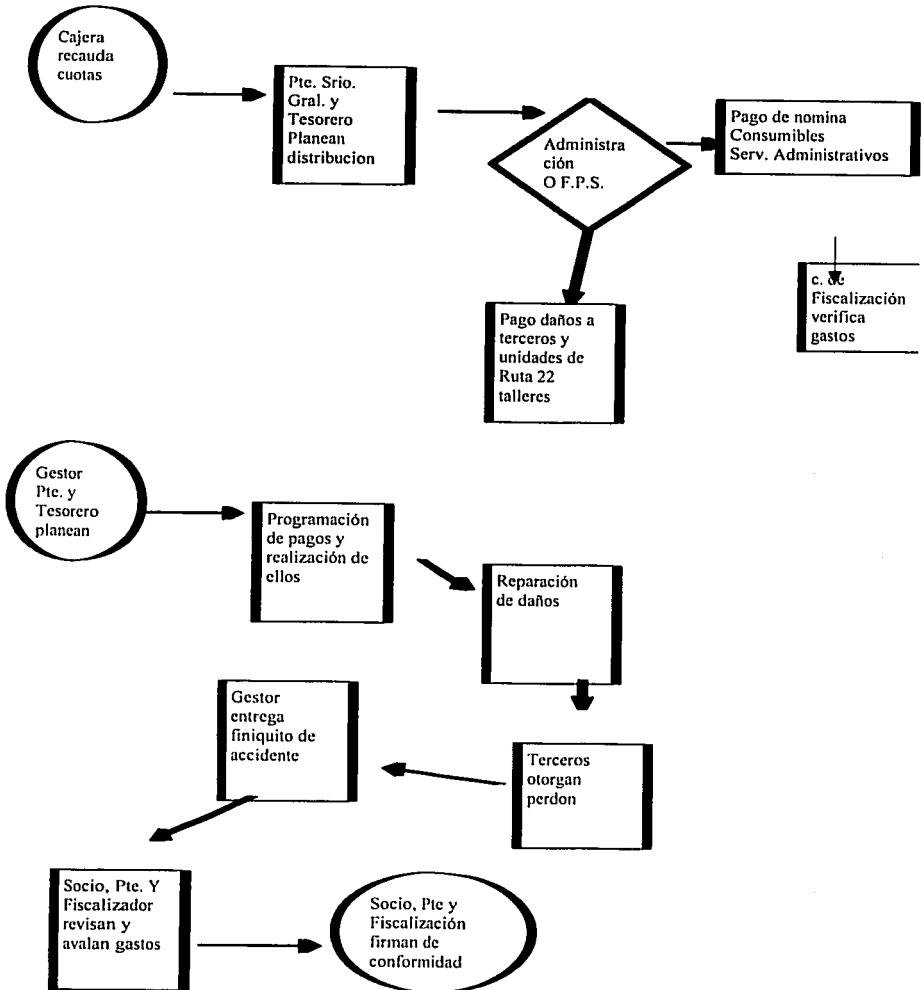 Cajera
recauda
cuotas
Pte. Srio.
Gral. y
Tesorero
Planean
distribucion
Administra
ción
O F.P.S.
Pago de nomina
Consumibles
Serv. Administrativos
c. de
Fiscalización
verifica
gastos
Pago daños a
terceros y
unidades de
Ruta 22
talleres
Gestor
Pte. y
Tesorero
planean
Programación
de pagos y
realización de
ellos
Reparación
de daños
Gestor
entrega
finiquito de
accidente
Terceros
otorgan
perdon
Socio, Pte. Y
Fiscalizador
revisan y
avalan gastos
Socio, Pte y
Fiscalización
firman de
conformidad